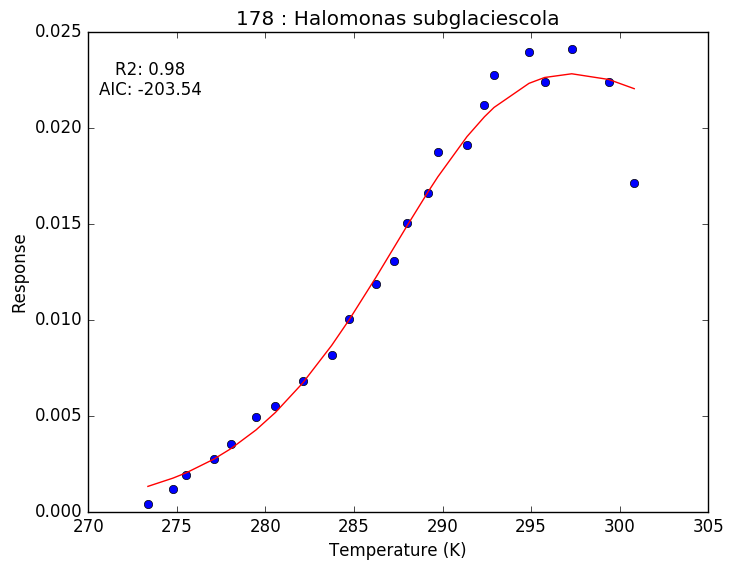 178 : Halomonas subglaciescola
R2: 0.98
AIC: -203.54
0.025
0.020
0.015
0.010
0.005
0.000
Response
270 275 280 285 290 295 300 305
Temperature (K)